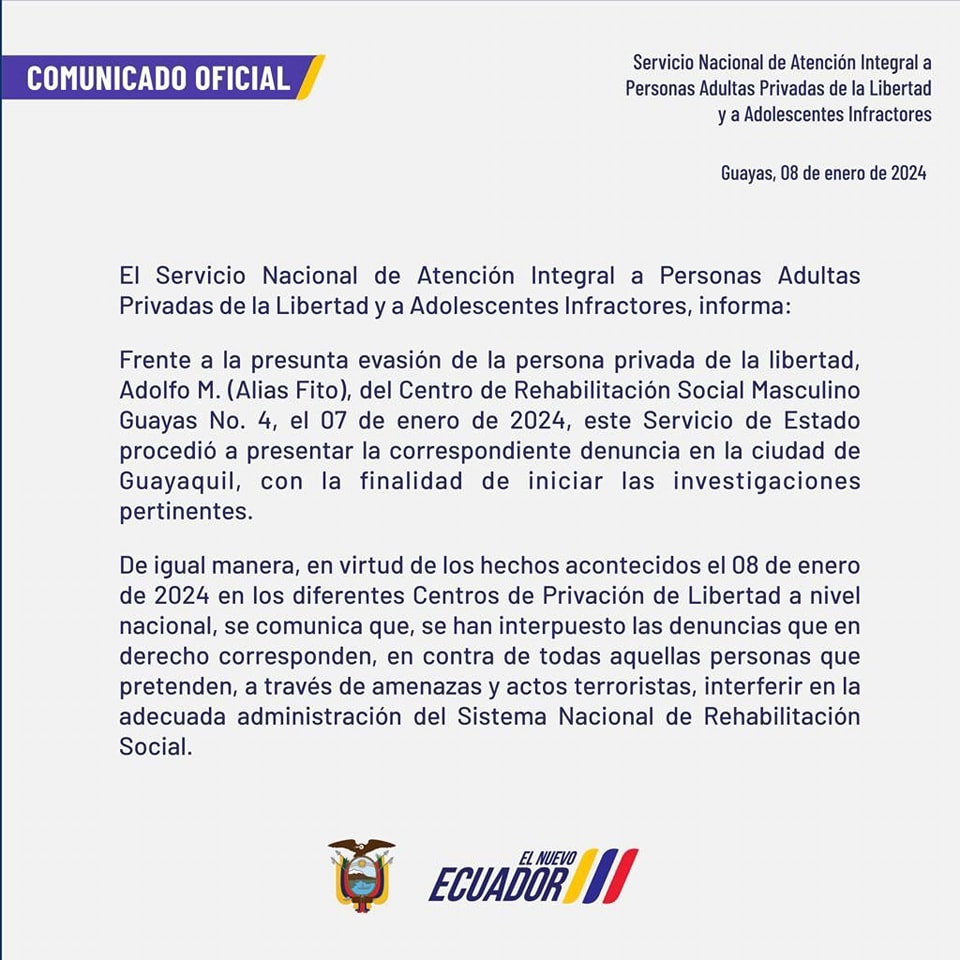 COMUNICADO OFICIAL
Servicio Nacional de Atención Integral a
Personas Adultas Privadas de la Libertad
y a Adolescentes Infractores
Guayas, 08 de enero de 2024
El Servicio Nacional de Atención Integral a Personas Adultas
Privadas de la Libertad y a Adolescentes Infractores, informa:
Frente a la presunta evasión de la persona privada de la libertad,
Adolfo M. (Alias Fito), del Centro de Rehabilitación Social Masculino
Guayas No. 4, el 07 de enero de 2024, este Servicio de Estado
procedió a presentar la correspondiente denuncia en la ciudad de
Guayaquil, con la finalidad de iniciar las investigaciones
pertinentes.
De igual manera, en virtud de los hechos acontecidos el 08 de enero
de 2024 en los diferentes Centros de Privación de Libertad a nivel
nacional, se comunica que, se han interpuesto las denuncias que en
derecho corresponden, en contra de todas aquellas personas que
pretenden, a través de amenazas y actos terroristas, interferir en la
adecuada administración del Sistema Nacional de Rehabilitación
Social.
EL NUEVO
ECUADOR